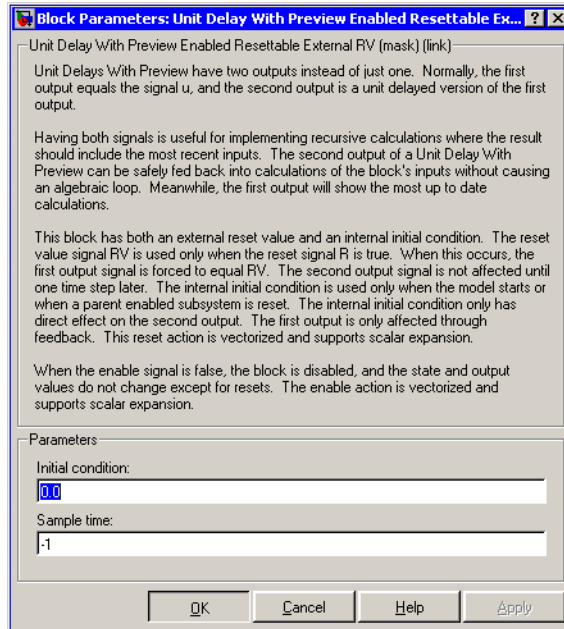 Block Parameters: Unit Delay With Preview Enabled Resettable Ex...
Unit Delay With Preview Enabled Resettable External RV (mask) (link)
Unit Delays With Preview have two outputs instead of just one. Normally, the first
output equals the signal u, and the second output is a unit delayed version of the first
output.
Having both signals is useful for implementing recursive calculations where the result
should include the most recent inputs. The second output of a Unit Delay With
Preview can be safely fed back into calculations of the block's inputs without causing
an algebraic loop. Meanwhile, the first output will show the most up to date
calculations.
This block has both an external reset value and an internal initial condition. The reset
value signal RV is used only when the reset signal R is true. When this occurs, the
first output signal is forced to equal RV. The second output signal is not affected until
one time step later. The internal initial condition is used only when the model starts or
when a parent enabled subsystem is reset. The internal initial condition only has
direct effect on the second output. The first output is only affected through
feedback. This reset action is vectorized and supports scalar expansion.
When the enable signal is false, the block is disabled, and the state and output
values do not change except for resets. The enable action is vectorized and
supports scalar expansion.
Parameters
Initial condition:
0.0
Sample time:
-1
OK Cancel Help Apply